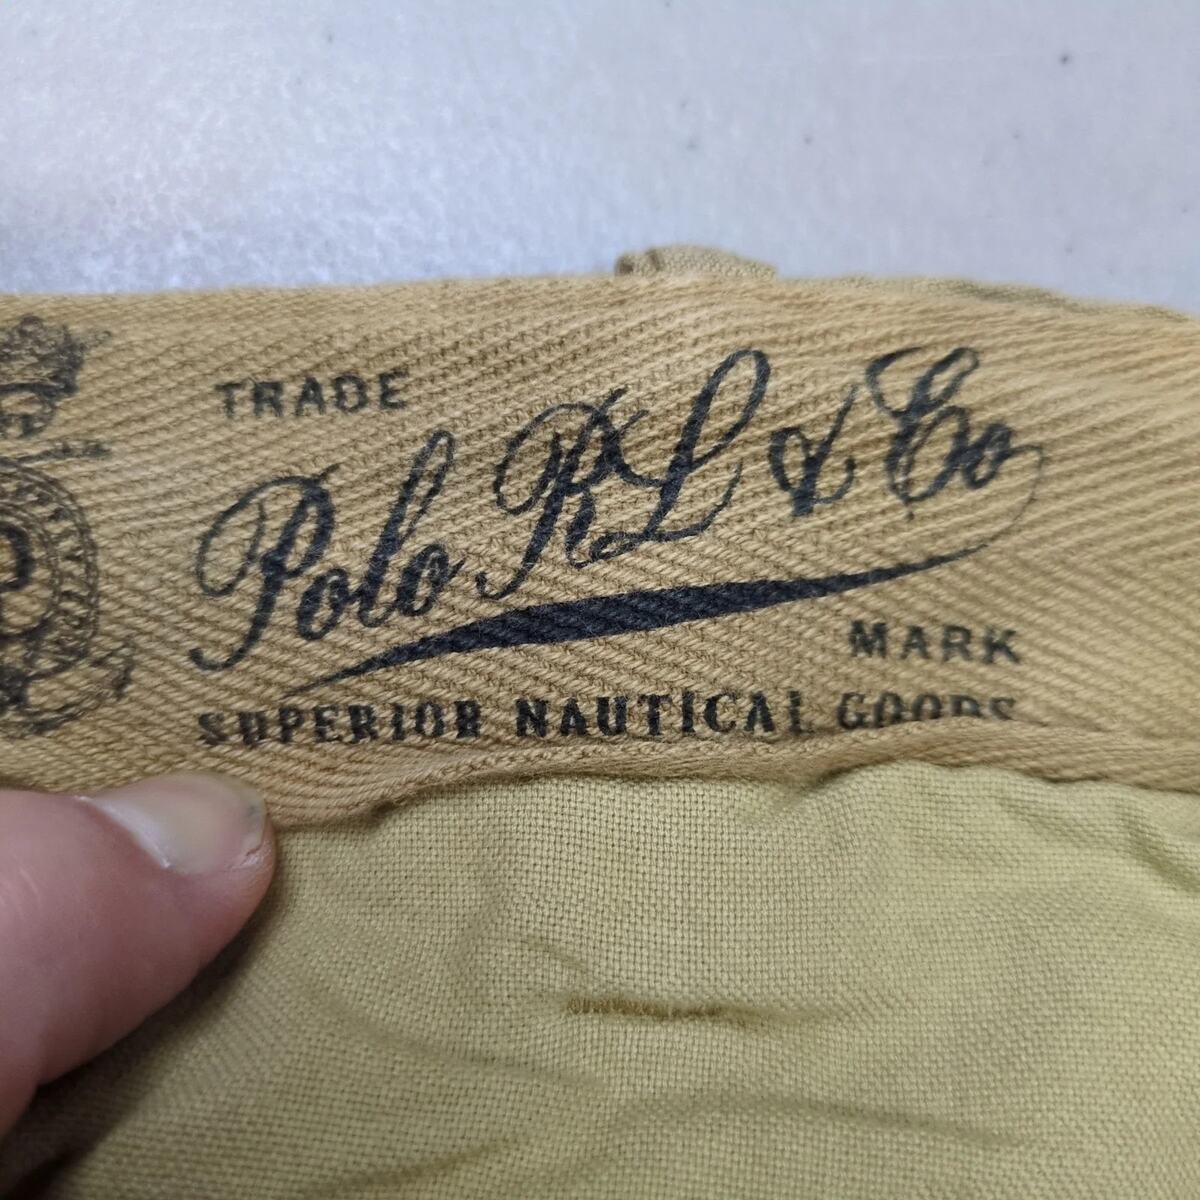 TRADE
Polo RL & Co
MARK
SUPERIOR NAUTICAL GOODS